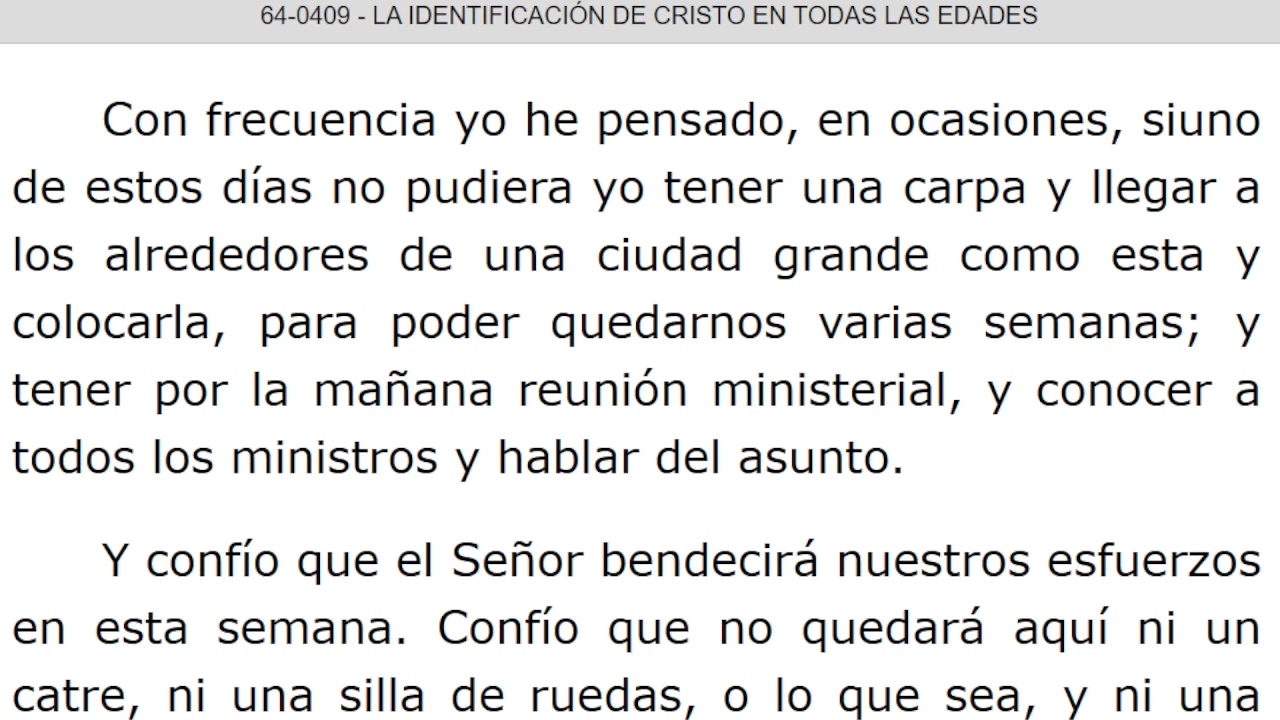 64-0409 - LA IDENTIFICACIÓN DE CRISTO EN TODAS LAS EDADES
Con frecuencia yo he pensado, en ocasiones, siuno
de estos días no pudiera yo tener una carpa y llegar a
los alrededores de una ciudad grande como esta y
colocarla, para poder quedarnos varias semanas; y
tener por la mañana reunión ministerial, y conocer a
todos los ministros y hablar del asunto.
Y confío que el Señor bendecirá nuestros esfuerzos
en esta semana. Confío que no quedará aquí ni un
catre, ni una silla de ruedas, o lo que sea, y ni una